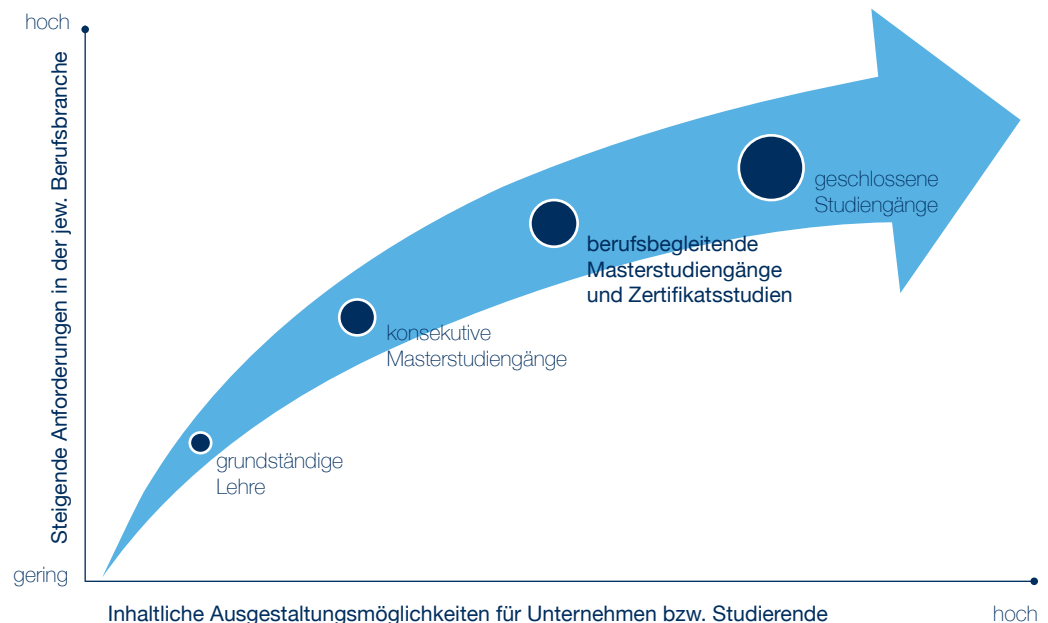 hoch
Steigende Anforderungen in der jew. Berufsbranche
geschlossene
Studiengänge
berufsbegleitende
Masterstudiengänge
und Zertifikatsstudien
konsekutive
Masterstudiengänge
grundständige
Lehre
gering
Inhaltliche Ausgestaltungsmöglichkeiten für Unternehmen bzw. Studierende
hoch